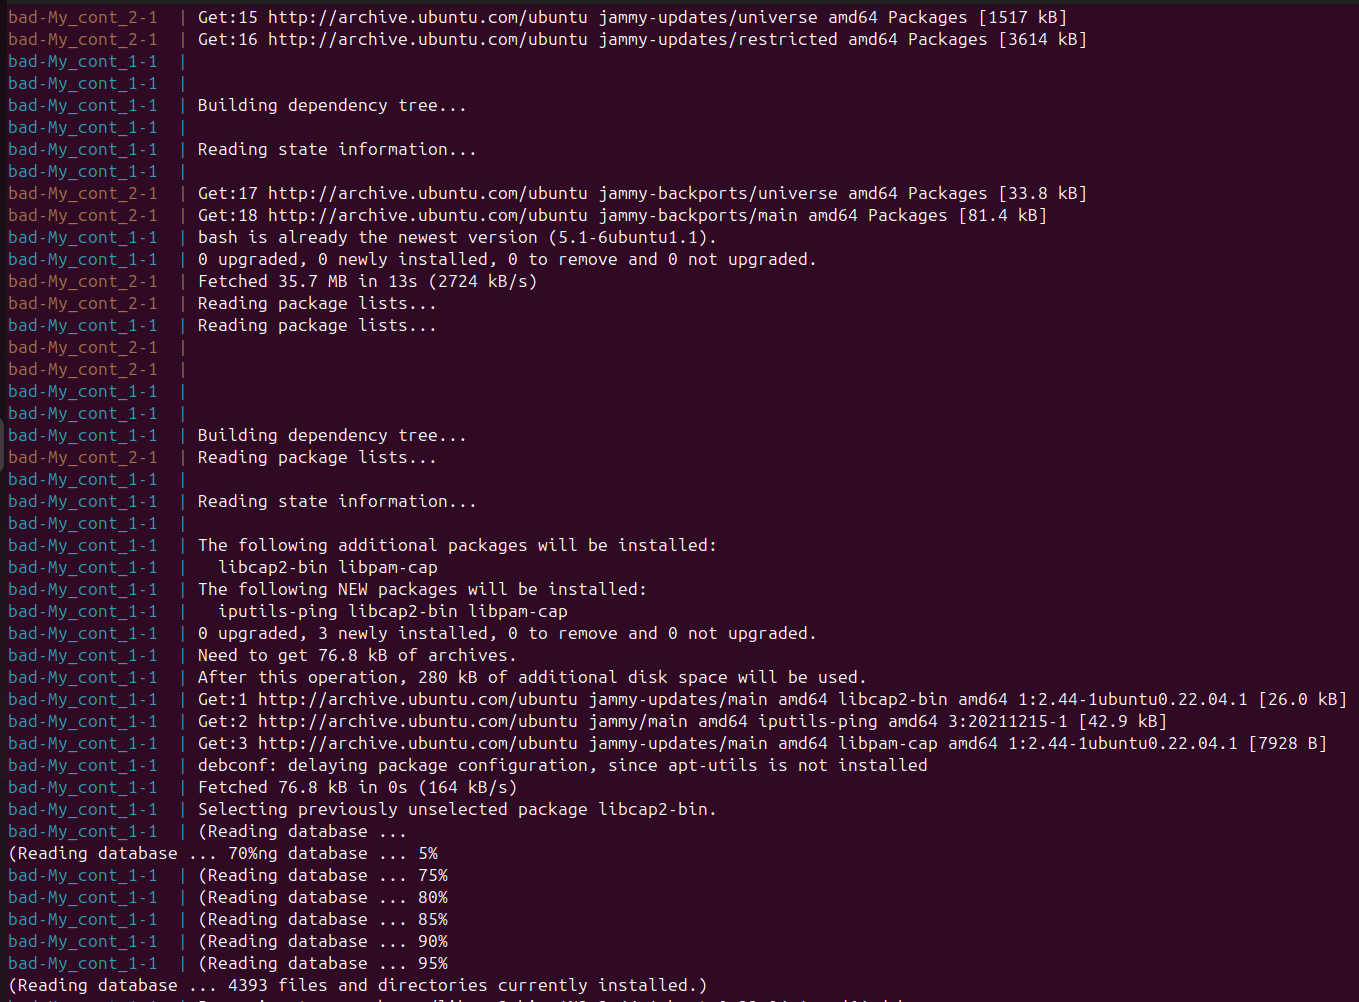 bad-My_cont_2-1  | Get:15 http://archive.ubuntu.com/ubuntu jammy-updates/universe amd64 Packages [1517 kB]
bad-My_cont_2-1  | Get:16 http://archive.ubuntu.com/ubuntu jammy-updates/restricted amd64 Packages [3614 kB]
bad-My_cont_1-1  |
bad-My_cont_1-1  |
bad-My_cont_1-1  | Building dependency tree...
bad-My_cont_1-1  |
bad-My_cont_1-1  | Reading state information...
bad-My_cont_1-1  |
bad-My_cont_2-1  | Get:17 http://archive.ubuntu.com/ubuntu jammy-backports/universe amd64 Packages [33.8 kB]
bad-My_cont_2-1  | Get:18 http://archive.ubuntu.com/ubuntu jammy-backports/main amd64 Packages [81.4 kB]
bad-My_cont_1-1  | bash is already the newest version (5.1-6ubuntu1.1).
bad-My_cont_1-1  | 0 upgraded, 0 newly installed, 0 to remove and 0 not upgraded.
bad-My_cont_2-1  | Fetched 35.7 MB in 13s (2724 kB/s)
bad-My_cont_2-1  | Reading package lists...
bad-My_cont_1-1  | Reading package lists...
bad-My_cont_2-1  |
bad-My_cont_2-1  |
bad-My_cont_1-1  |
bad-My_cont_1-1  |
bad-My_cont_1-1  | Building dependency tree...
bad-My_cont_2-1  | Reading package lists...
bad-My_cont_1-1  |
bad-My_cont_1-1  | Reading state information...
bad-My_cont_1-1  |
bad-My_cont_1-1  | The following additional packages will be installed:
bad-My_cont_1-1  |   libcap2-bin libpam-cap
bad-My_cont_1-1  | The following NEW packages will be installed:
bad-My_cont_1-1  |   iputils-ping libcap2-bin libpam-cap
bad-My_cont_1-1  | 0 upgraded, 3 newly installed, 0 to remove and 0 not upgraded.
bad-My_cont_1-1  | Need to get 76.8 kB of archives.
bad-My_cont_1-1  | After this operation, 280 kB of additional disk space will be used.
bad-My_cont_1-1  | Get:1 http://archive.ubuntu.com/ubuntu jammy-updates/main amd64 libcap2-bin amd64 1:2.44-1ubuntu0.22.04.1 [26.0 kB]
bad-My_cont_1-1  | Get:2 http://archive.ubuntu.com/ubuntu jammy/main amd64 iputils-ping amd64 3:20211215-1 [42.9 kB]
bad-My_cont_1-1  | Get:3 http://archive.ubuntu.com/ubuntu jammy-updates/main amd64 libpam-cap amd64 1:2.44-1ubuntu0.22.04.1 [7928 B]
bad-My_cont_1-1  | debconf: delaying package configuration, since apt-utils is not installed
bad-My_cont_1-1  | Fetched 76.8 kB in 0s (164 kB/s)
bad-My_cont_1-1  | Selecting previously unselected package libcap2-bin.
bad-My_cont_1-1  | (Reading database ...
(Reading database ... 70%ng database ... 5%
bad-My_cont_1-1  | (Reading database ... 75%
bad-My_cont_1-1  | (Reading database ... 80%
bad-My_cont_1-1  | (Reading database ... 85%
bad-My_cont_1-1  | (Reading database ... 90%
bad-My_cont_1-1  | (Reading database ... 95%
(Reading database ... 4393 files and directories currently installed.)